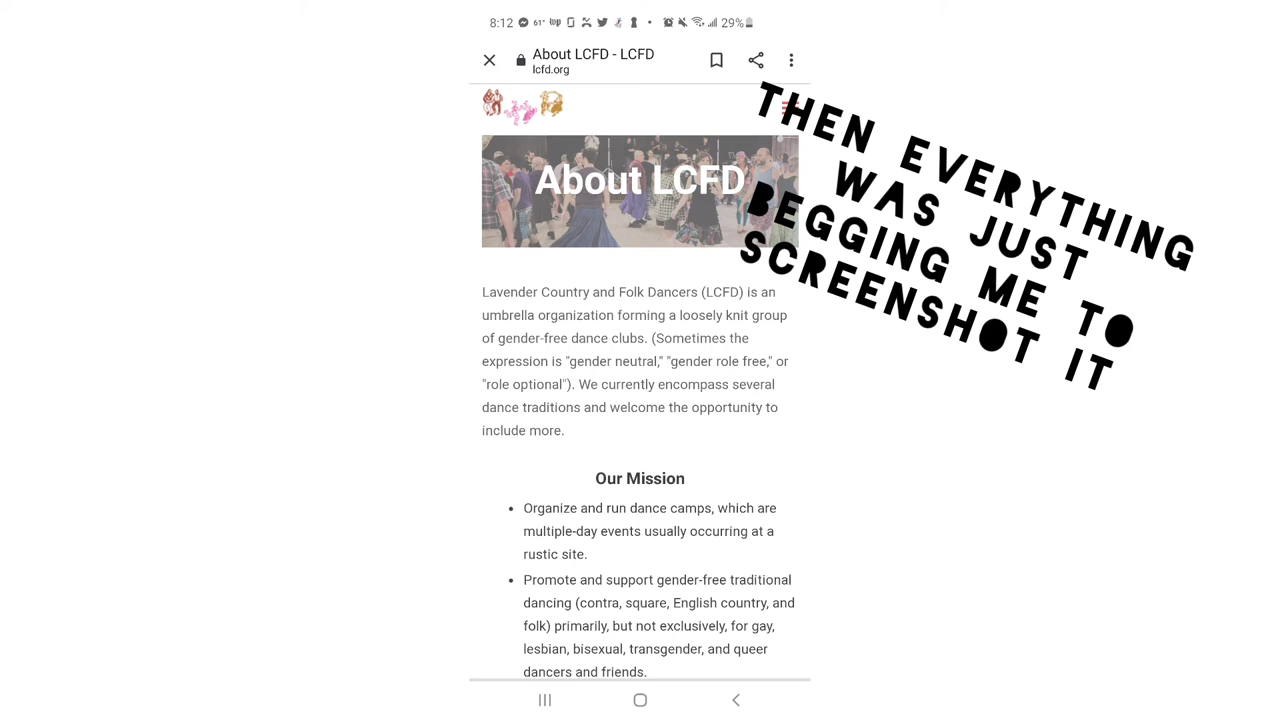 8:12 61° 29%
About LCFD - LCFD
lcfd.org
About LCFD
THEN EVERYTHING
WAS JUST
BEGGING ME TO
SCREENSHOT IT
Lavender Country and Folk Dancers (LCFD) is an
umbrella organization forming a loosely knit group
of gender-free dance clubs. (Sometimes the
expression is "gender neutral," "gender role free," or
"role optional"). We currently encompass several
dance traditions and welcome the opportunity to
include more.
Our Mission
• Organize and run dance camps, which are
multiple-day events usually occurring at a
rustic site.
• Promote and support gender-free traditional
dancing (contra, square, English country, and
folk) primarily, but not exclusively, for gay,
lesbian, bisexual, transgender, and queer
dancers and friends.